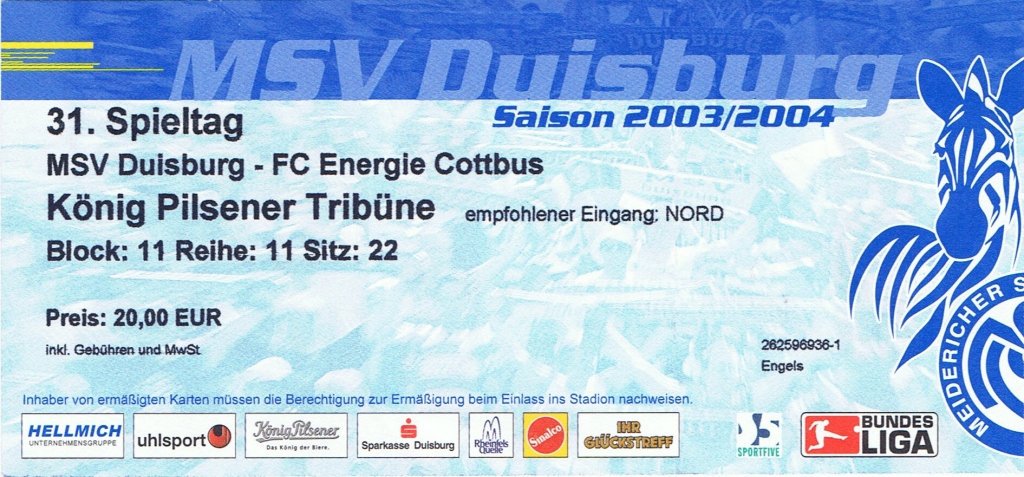 MSV Duisburg
Saison 2003/2004
31. Spieltag
MSV Duisburg - FC Energie Cottbus
König Pilsener Tribüne empfohlener Eingang: NORD
Block: 11 Reihe: 11 Sitz: 22
Preis: 20,00 EUR
inkl. Gebühren und MwSt
262596936-1
Engels
MEIDERICHER S
Inhaber von ermäßigten Karten müssen die Berechtigung zur Ermäßigung beim Einlass ins Stadion nachweisen.
HELLMICH
UNTERNEHMENSGRUPPE
uhlsport
König Pilsener
Das König der Biere.
Sparkasse Duisburg
Rheinfels
Quelle
Sinalco
IHR
GLÜCKSTREFF
SPORTFIVE
BUNDES
LIGA